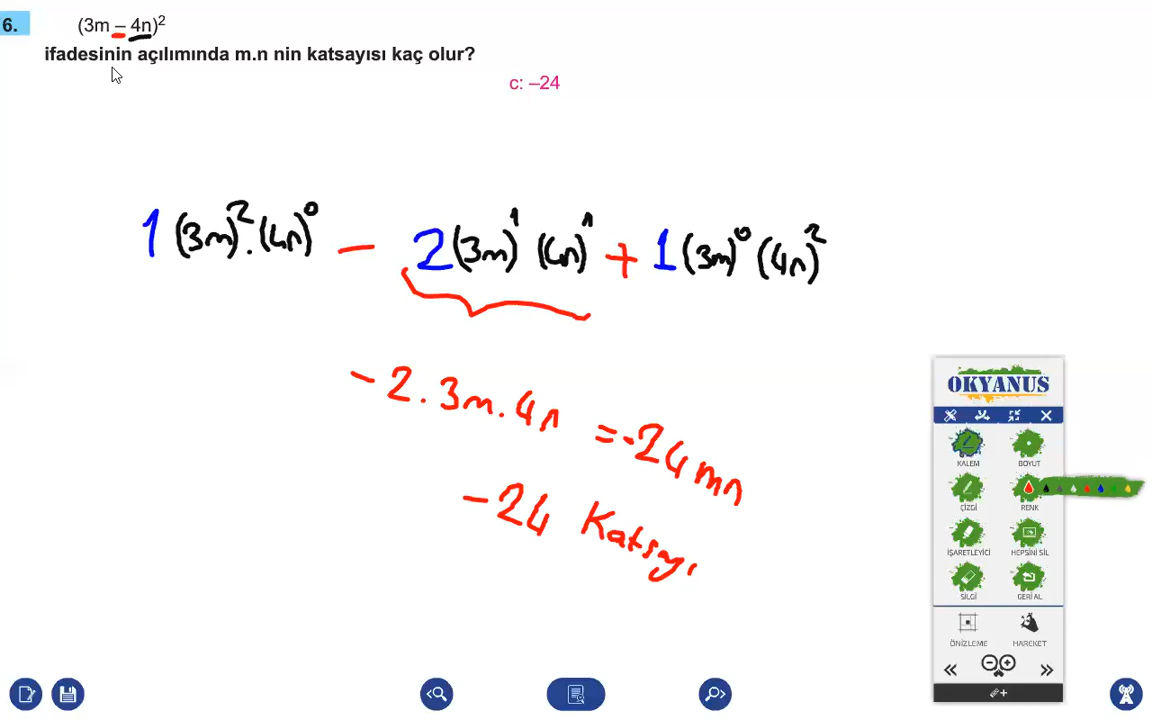 6.
(3m – 4n)²
ifadesinin açılımında m.n nin katsayısı kaç olur?
c: –24
1 (3m)² . (4n)⁰ – 2 (3m)¹ (4n)¹ + 1 (3m)⁰ (4n)²
– 2 . 3m . 4n = -24 mn
– 24 Katsayı
OKYANUS
KALEM BOYUT
ÇİZGİ RENK
İŞARETLEYİCİ HEPSİNİ SİL
SİLGİ GERİ AL
ÖNİZLEME HAREKET